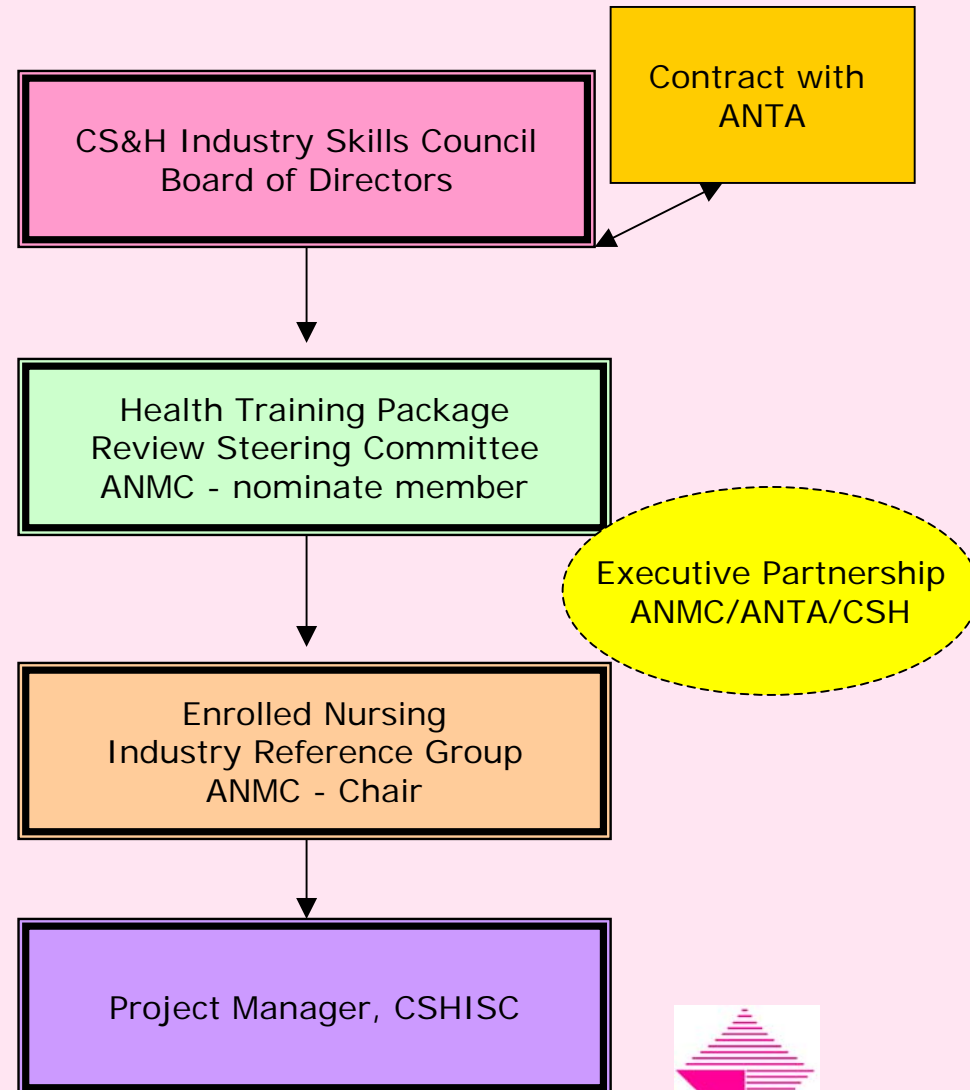 Contract with
ANTA
CS&H Industry Skills Council
Board of Directors
Health Training Package
Review Steering Committee
ANMC - nominate member
Executive Partnership
ANMC/ANTA/CSH
Enrolled Nursing
Industry Reference Group
ANMC - Chair
Project Manager, CSHISC